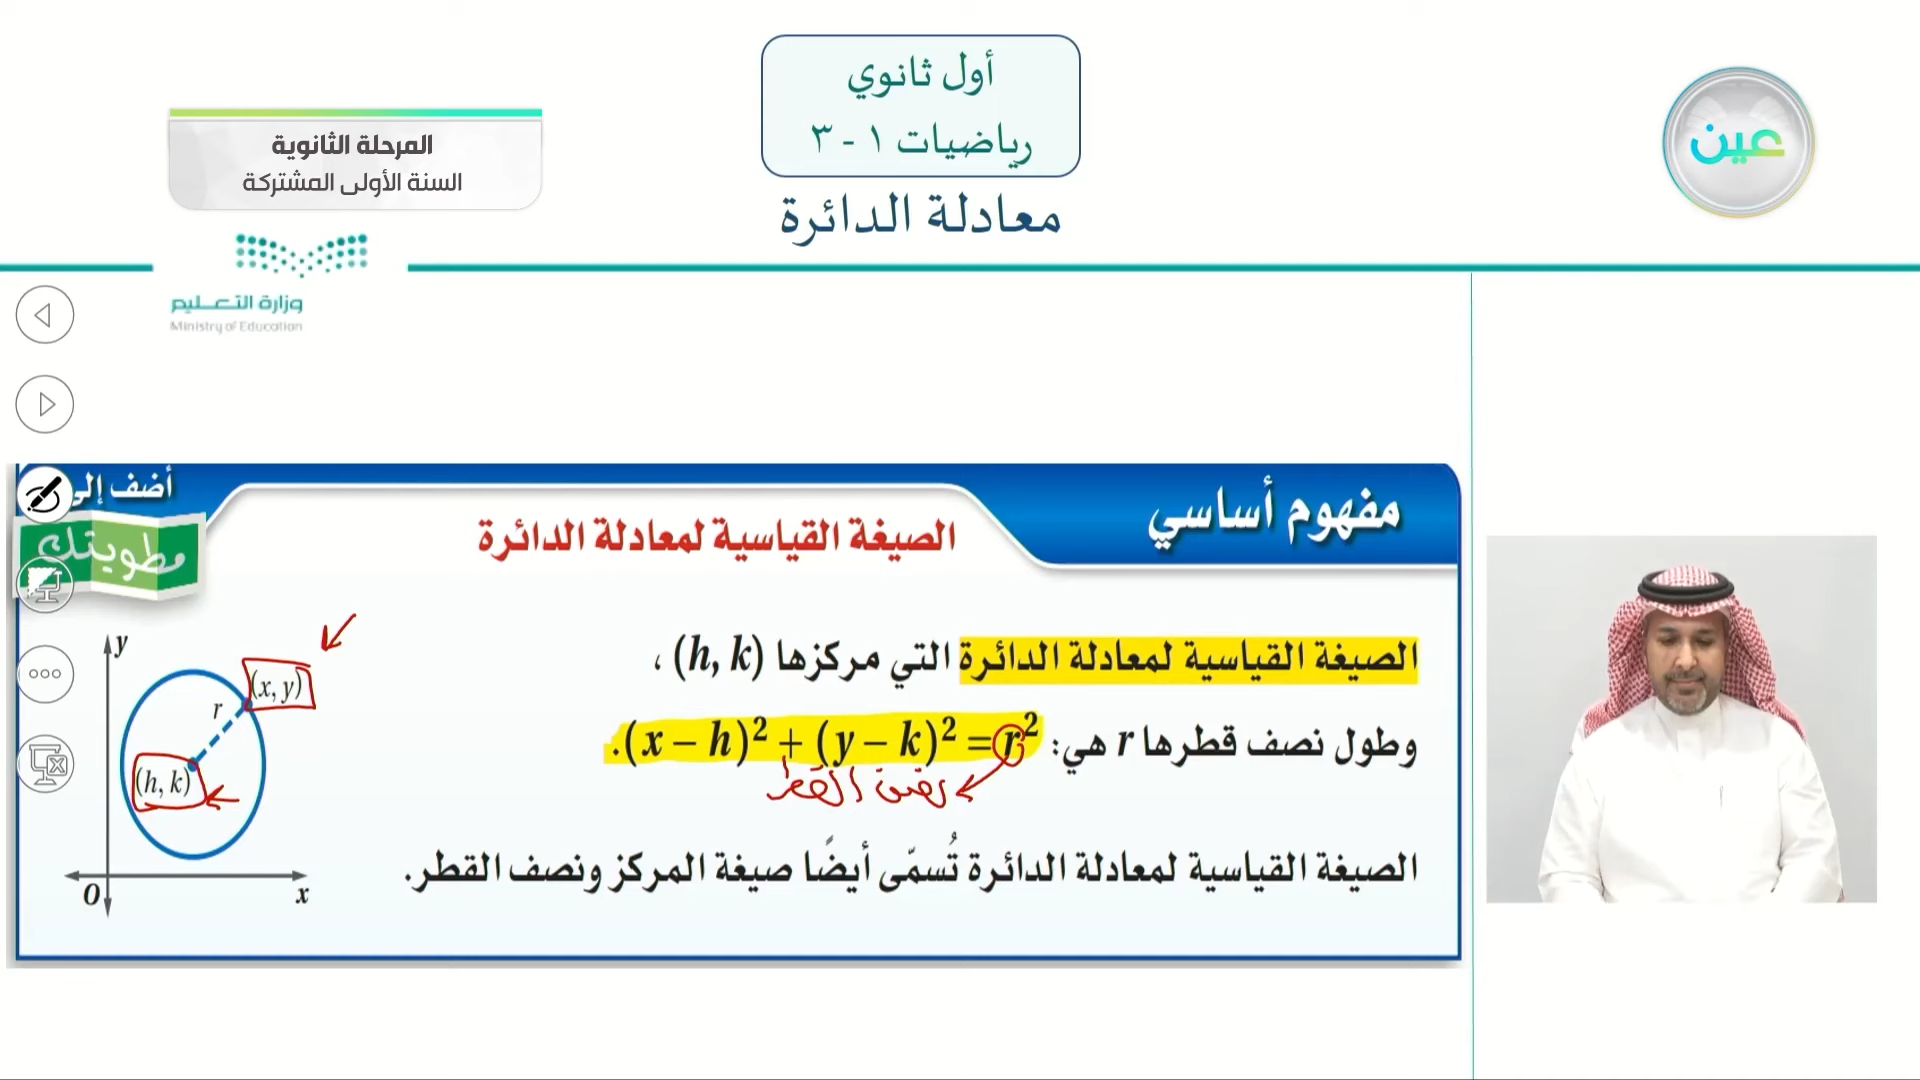 أول ثانوي
رياضيات ١ - ٣
معادلة الدائرة
عين
المرحلة الثانوية
السنة الأولى المشتركة
وزارة التعليم
Ministry of Education
مفهوم أساسي
الصيغة القياسية لمعادلة الدائرة
أضف إلى
مطويتك
الصيغة القياسية لمعادلة الدائرة التي مركزها (h, k) ،
وطول نصف قطرها r هي: (x – h)² + (y – k)² = r².
نصف القطر
الصيغة القياسية لمعادلة الدائرة تُسمّى أيضًا صيغة المركز ونصف القطر.
y
(x, y)
r
(h, k)
O
x